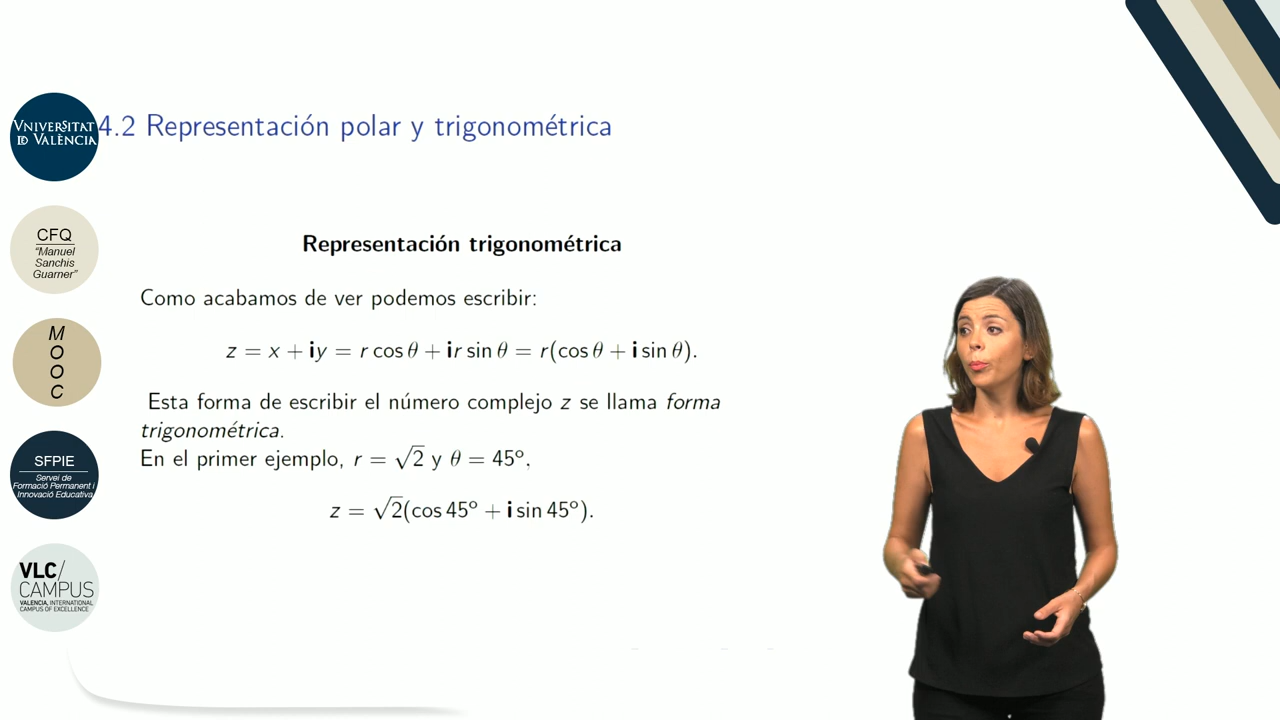 VNIVERSITAT
ID VALÈNCIA
4.2 Representación polar y trigonométrica
CFQ
“Manuel
Sanchis
Guarner”
M
O
O
C
SFPIE
Servei de
Formació Permanent i
Innovació Educativa
VLC/
CAMPUS
VALENCIA, INTERNATIONAL
CAMPUS OF EXCELLENCE
Representación trigonométrica
Como acabamos de ver podemos escribir:
z = x + iy = r cos θ + ir sin θ = r(cos θ + i sin θ).
Esta forma de escribir el número complejo z se llama forma
trigonométrica.
En el primer ejemplo, r = √2 y θ = 45º,
z = √2(cos 45º + i sin 45º).